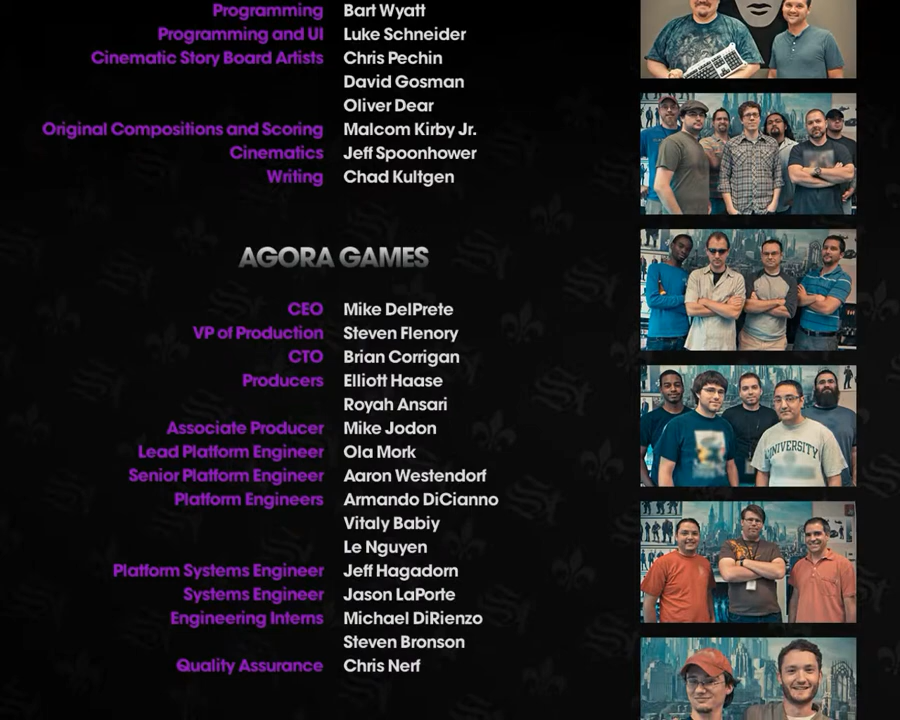 Programming Bart Wyatt
Programming and UI Luke Schneider
Cinematic Story Board Artists Chris Pechin
David Gosman
Oliver Dear
Original Compositions and Scoring Malcom Kirby Jr.
Cinematics Jeff Spoonhower
Writing Chad Kultgen
AGORA GAMES
CEO Mike DelPrete
VP of Production Steven Flenory
CTO Brian Corrigan
Producers Elliott Haase
Royah Ansari
Associate Producer Mike Jodon
Lead Platform Engineer Ola Mork
Senior Platform Engineer Aaron Westendorf
Platform Engineers Armando DiCianno
Vitaly Babiy
Le Nguyen
Platform Systems Engineer Jeff Hagadorn
Systems Engineer Jason LaPorte
Engineering Interns Michael DiRienzo
Steven Bronson
Quality Assurance Chris Nerf
UNIVERSITY